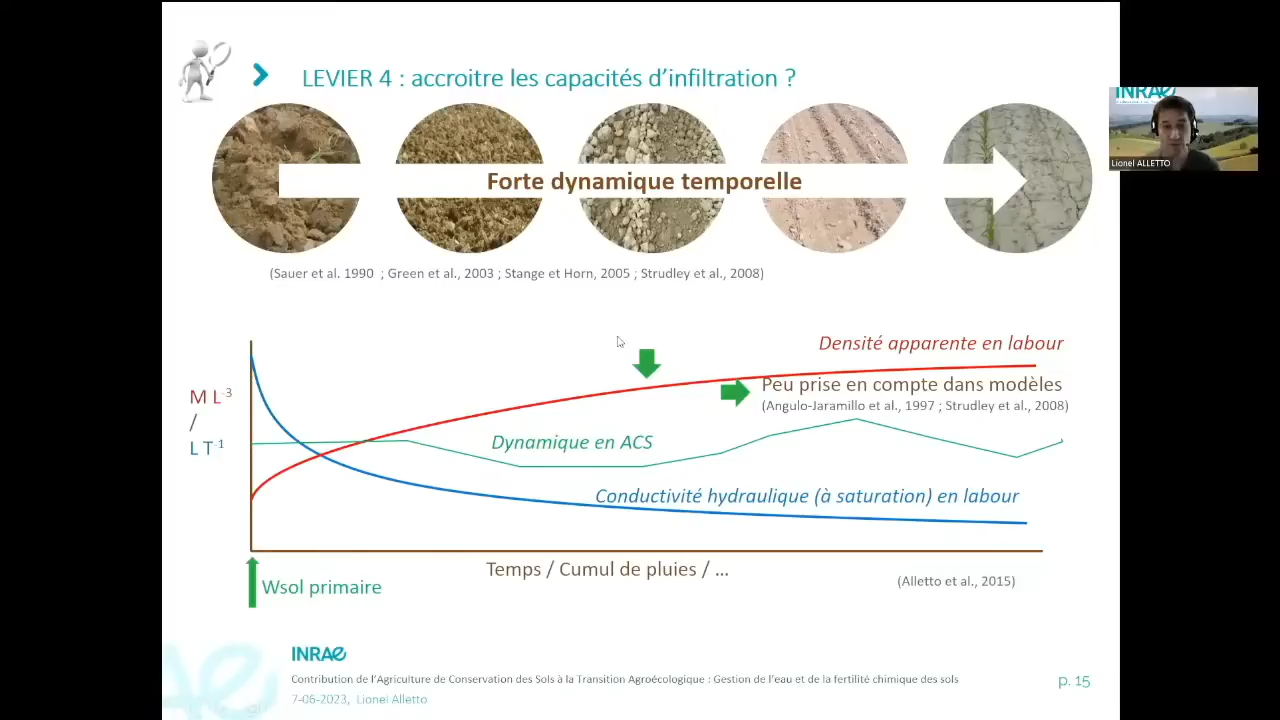 LEVIER 4 : accroitre les capacités d’infiltration ?
INRAE
Lionel ALLETTO
Forte dynamique temporelle
(Sauer et al. 1990 ; Green et al., 2003 ; Stange et Horn, 2005 ; Strudley et al., 2008)
Densité apparente en labour
Peu prise en compte dans modèles
(Angulo-Jaramillo et al., 1997 ; Strudley et al., 2008)
M L-3
/
L T-1
Dynamique en ACS
Conductivité hydraulique (à saturation) en labour
Temps / Cumul de pluies / ...
(Alletto et al., 2015)
Wsol primaire
INRAE
Contribution de l’Agriculture de Conservation des Sols à la Transition Agroécologique : Gestion de l’eau et de la fertilité chimique des sols
p. 15
7-06-2023, Lionel Alletto